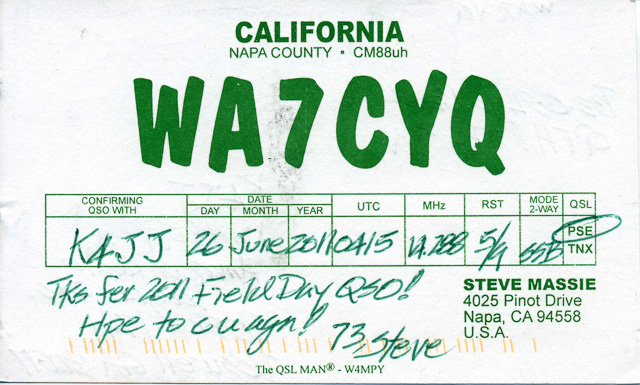 CALIFORNIA
NAPA COUNTY • CM88uh
WA7CYQ
CONFIRMING QSO WITH DATE DAY MONTH YEAR UTC MHz RST MODE 2-WAY QSL
K4JJ 26 June 2011 0415 14.288 5/9 SSB PSE TNX
Tks fer 2011 Field Day QSO!
Hpe to cu agn! 73, Steve
STEVE MASSIE
4025 Pinot Drive
Napa, CA 94558
U.S.A.
The QSL MAN® - W4MPY